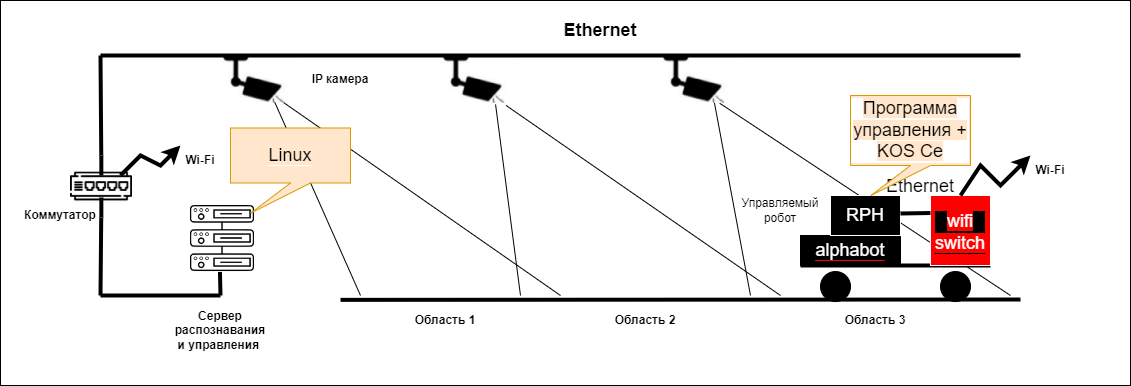 Ethernet
IP камера
Wi-Fi
Linux
Программа
управления +
KOS Ce
Ethernet
Wi-Fi
Коммутатор
Управляемый
робот
RPH
wifi
switch
alphabot
Сервер
распознавания
и управления
Область 1
Область 2
Область 3